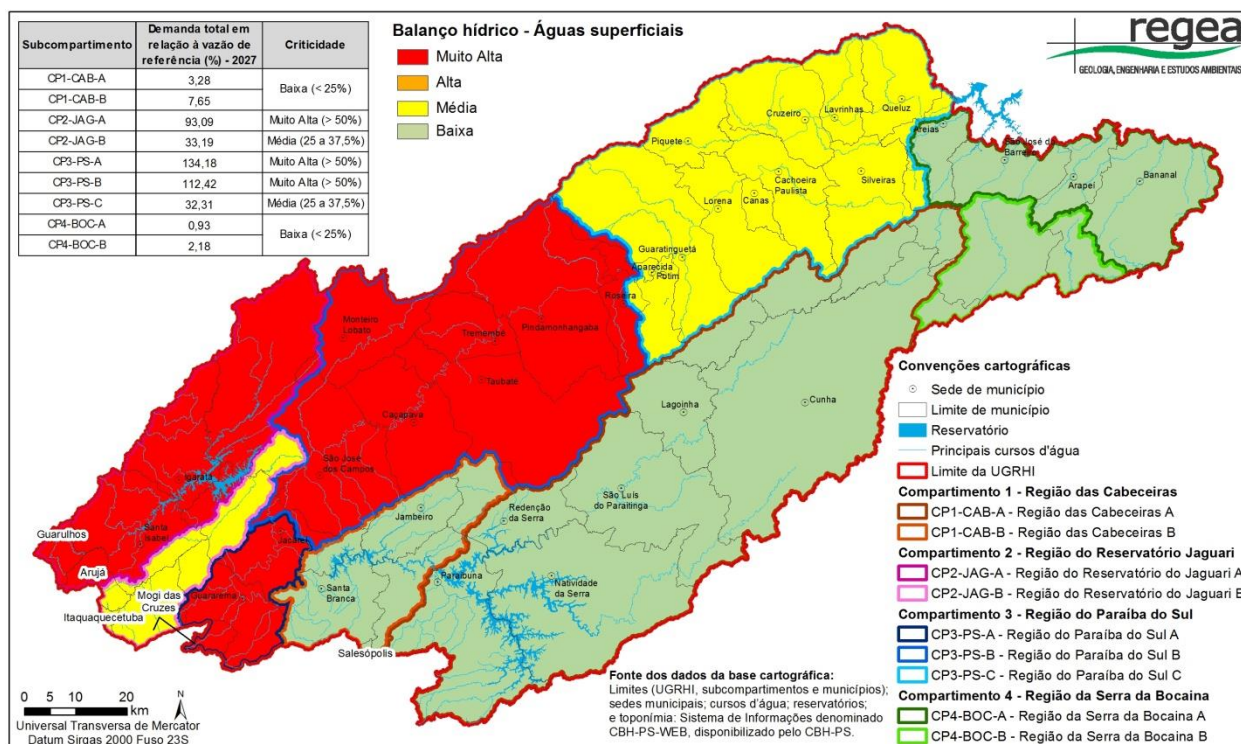 Subcompartimento
Demanda total em relação à vazão de referência (%) - 2027
Criticidade
CP1-CAB-A 3,28 Baixa (< 25%)
CP1-CAB-B 7,65
CP2-JAG-A 93,09 Muito Alta (> 50%)
CP2-JAG-B 33,19 Média (25 a 37,5%)
CP3-PS-A 134,18 Muito Alta (> 50%)
CP3-PS-B 112,42 Muito Alta (> 50%)
CP3-PS-C 32,31 Média (25 a 37,5%)
CP4-BOC-A 0,93 Baixa (< 25%)
CP4-BOC-B 2,18
Balanço hídrico - Águas superficiais
Muito Alta
Alta
Média
Baixa
regea
GEOLOGIA, ENGENHARIA E ESTUDOS AMBIENTAIS
Queluz
Lavrinhas
Cruzeiro
Areias
Piquete
São José do
Barreiro
Arapeí
Bananal
Cachoeira
Paulista
Silveiras
Canas
Lorena
Guaratinguetá
Aparecida
Potim
Roseira
Monteiro
Lobato
Pindamonhangaba
Tremembé
Taubaté
Caçapava
São José
dos Campos
Lagoinha
Cunha
Igaratá
São Luís
do Paraitinga
Jambeiro
Redenção
da Serra
Santa
Isabel
Jacareí
Guarulhos
Arujá
Paraibuna
Natividade
da Serra
Santa
Branca
Guararema
Mogi das
Cruzes
Itaquaquecetuba
Salesópolis
Convenções cartográficas
Sede de município
Limite de município
Reservatório
Principais cursos d'água
Limite da UGRHI
Compartimento 1 - Região das Cabeceiras
CP1-CAB-A - Região das Cabeceiras A
CP1-CAB-B - Região das Cabeceiras B
Compartimento 2 - Região do Reservatório Jaguari
CP2-JAG-A - Região do Reservatório do Jaguari A
CP2-JAG-B - Região do Reservatório do Jaguari B
Compartimento 3 - Região do Paraíba do Sul
CP3-PS-A - Região do Paraíba do Sul A
CP3-PS-B - Região do Paraíba do Sul B
CP3-PS-C - Região do Paraíba do Sul C
Compartimento 4 - Região da Serra da Bocaina
CP4-BOC-A - Região da Serra da Bocaina A
CP4-BOC-B - Região da Serra da Bocaina B
Fonte dos dados da base cartográfica:
Limites (UGRHI, subcompartimentos e municípios);
sedes municipais; cursos d'água; reservatórios;
e toponímia: Sistema de Informações denominado
CBH-PS-WEB, disponibilizado pelo CBH-PS.
0 5 10 20
km
N
Universal Transversa de Mercator
Datum Sirgas 2000 Fuso 23S